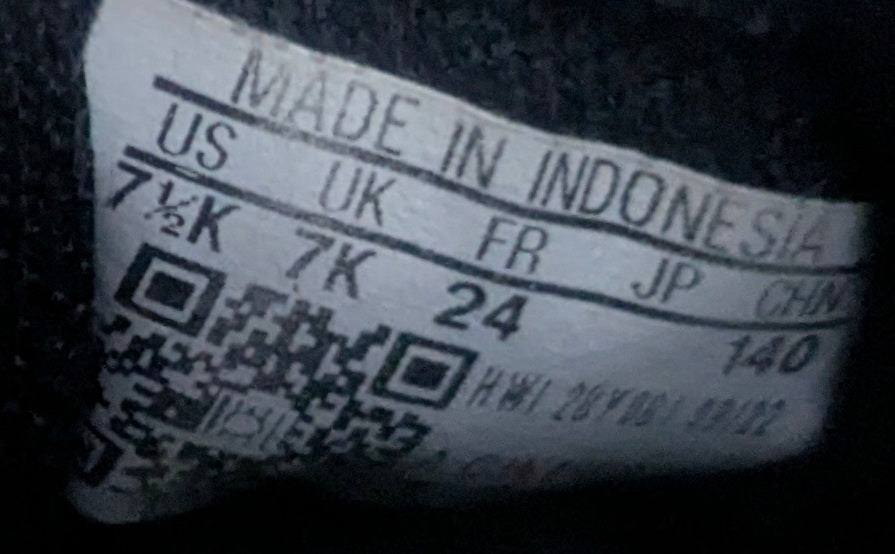 MADE IN INDONESIA
US UK FR JP CHN
7½K 7K 24 140